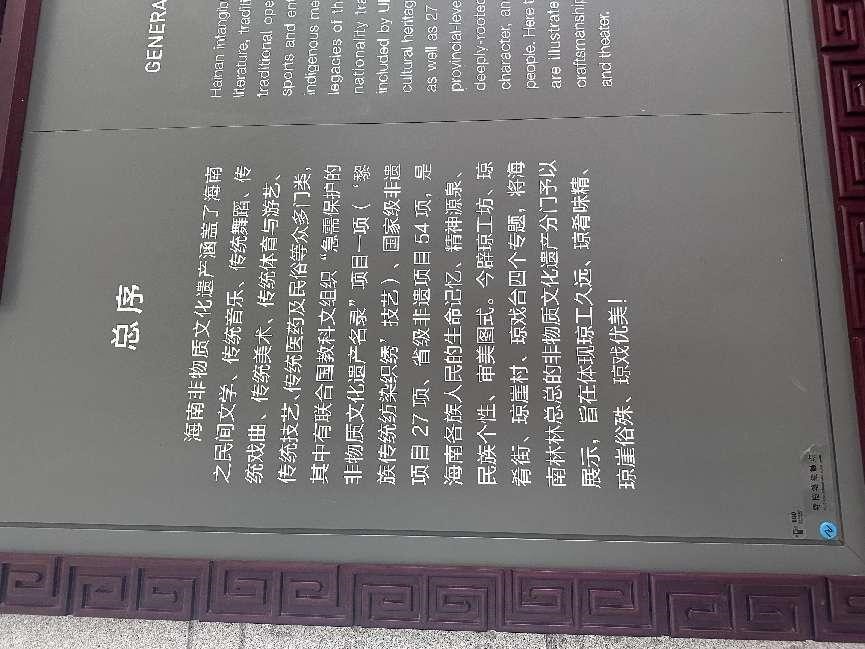 总序
海南非物质文化遗产涵盖了海南
之民间文学、传统音乐、传统舞蹈、传
统戏曲、传统美术、传统体育与游艺、
传统技艺、传统医药及民俗等众多门类,
其中有联合国教科文组织“急需保护的
非物质文化遗产名录”项目一项（‘黎
族传统纺染织绣’技艺）、国家级非遗
项目27项、省级非遗项目54项，是
海南各族人民的生命记忆、精神源泉、
民族个性、审美图式。今辟琼工坊、琼
肴街、琼崖村、琼戏台四个专题，将海
南林林总总的非物质文化遗产分门予以
展示，旨在体现琼工久远、琼肴味精、
琼崖俗殊、琼戏优美！
GENERA
Hainan intangib
literature, traditi
traditional ope
sports and ent
indigenous me
legacies of th
nationality tra
included by U
cultural heritag
as well as 27
provincial-leve
deeply-rooted
character, an
people. Here t
are illustrate
craftsmanshi
and theater.